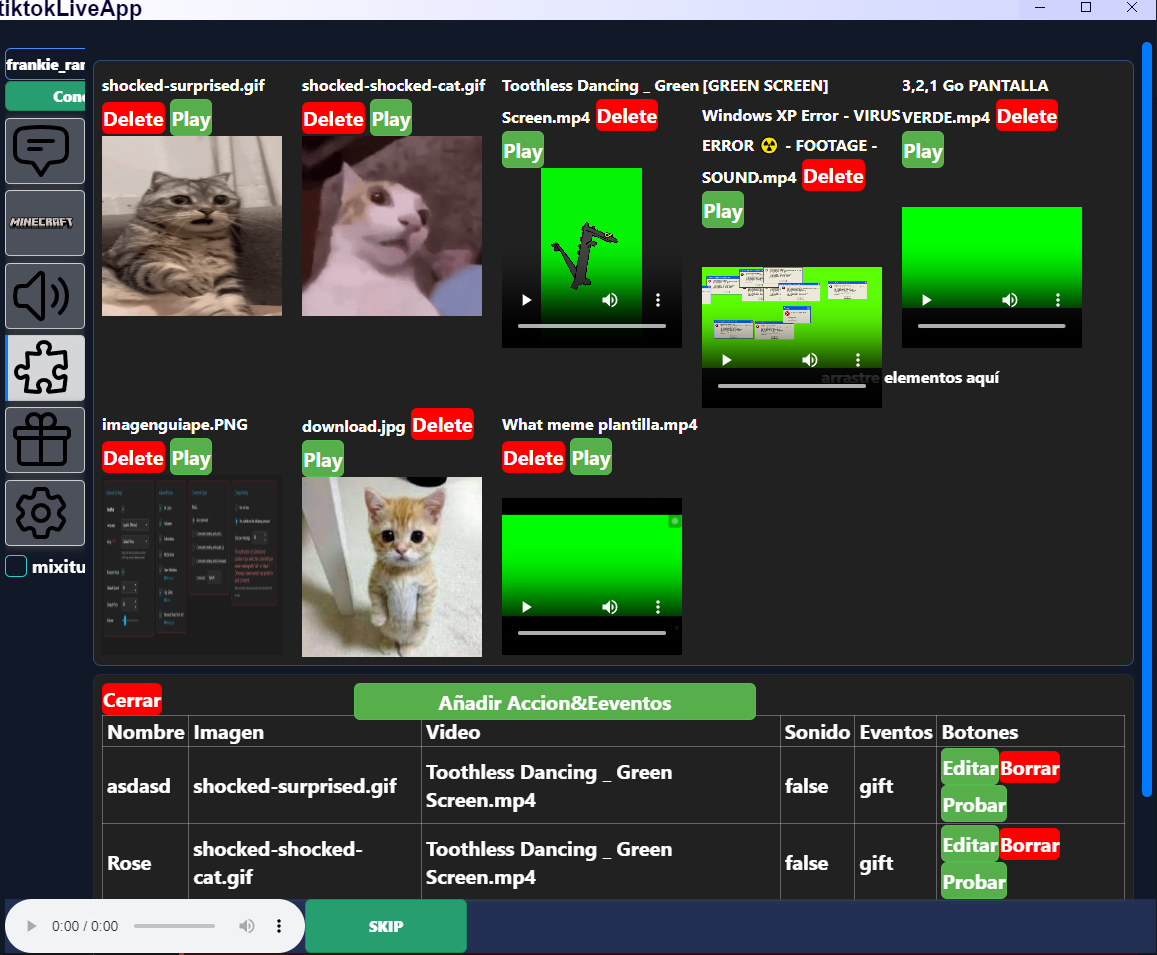 tiktokLiveApp
frankie_ran
Cone
MINECRAFT
mixitu
shocked-surprised.gif
Delete Play
shocked-shocked-cat.gif
Delete Play
Toothless Dancing _ Green
Screen.mp4 Delete
Play
[GREEN SCREEN]
Windows XP Error - VIRUS
ERROR ☢ - FOOTAGE -
SOUND.mp4 Delete
Play
3,2,1 Go PANTALLA
VERDE.mp4 Delete
Play
arrastre elementos aquí
imagenguiape.PNG
Delete Play
download.jpg Delete
Play
What meme plantilla.mp4
Delete Play
Cerrar
Añadir Accion&Eeventos
Nombre Imagen Video Sonido Eventos Botones
asdasd shocked-surprised.gif Toothless Dancing _ Green
Screen.mp4 false gift Editar Borrar
Probar
Rose shocked-shocked-
cat.gif Toothless Dancing _ Green
Screen.mp4 false gift Editar Borrar
Probar
0:00 / 0:00
SKIP